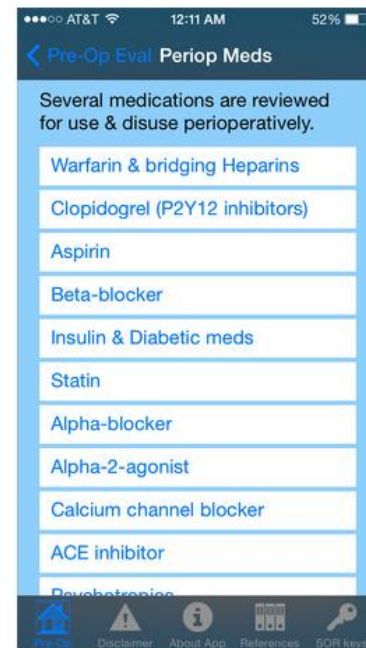 AT&T 12:11 AM 52%
Pre-Op Eval Periop Meds
Several medications are reviewed
for use & disuse perioperatively.
Warfarin & bridging Heparins
Clopidogrel (P2Y12 inhibitors)
Aspirin
Beta-blocker
Insulin & Diabetic meds
Statin
Alpha-blocker
Alpha-2-agonist
Calcium channel blocker
ACE inhibitor
Psychotropics
Pre-Op Disclaimer About App References SOR keys